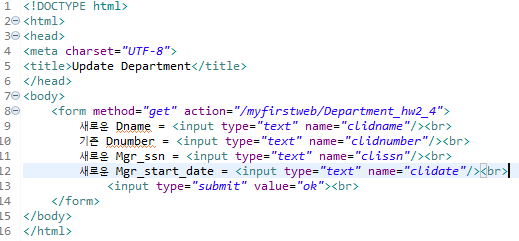 1 <!DOCTYPE html>
2 <html>
3 <head>
4 <meta charset="UTF-8">
5 <title>Update Department</title>
6 </head>
7 <body>
8 <form method="get" action="/myfirstweb/Department_hw2_4">
9 새로운 Dname = <input type="text" name="clidname"/><br>
10 기존 Dnumber = <input type="text" name="clidnumber"/><br>
11 새로운 Mgr_ssn = <input type="text" name="clissn"/><br>
12 새로운 Mgr_start_date = <input type="text" name="clidate"/><br>
13 <input type="submit" value="ok"><br>
14 </form>
15 </body>
16 </html>